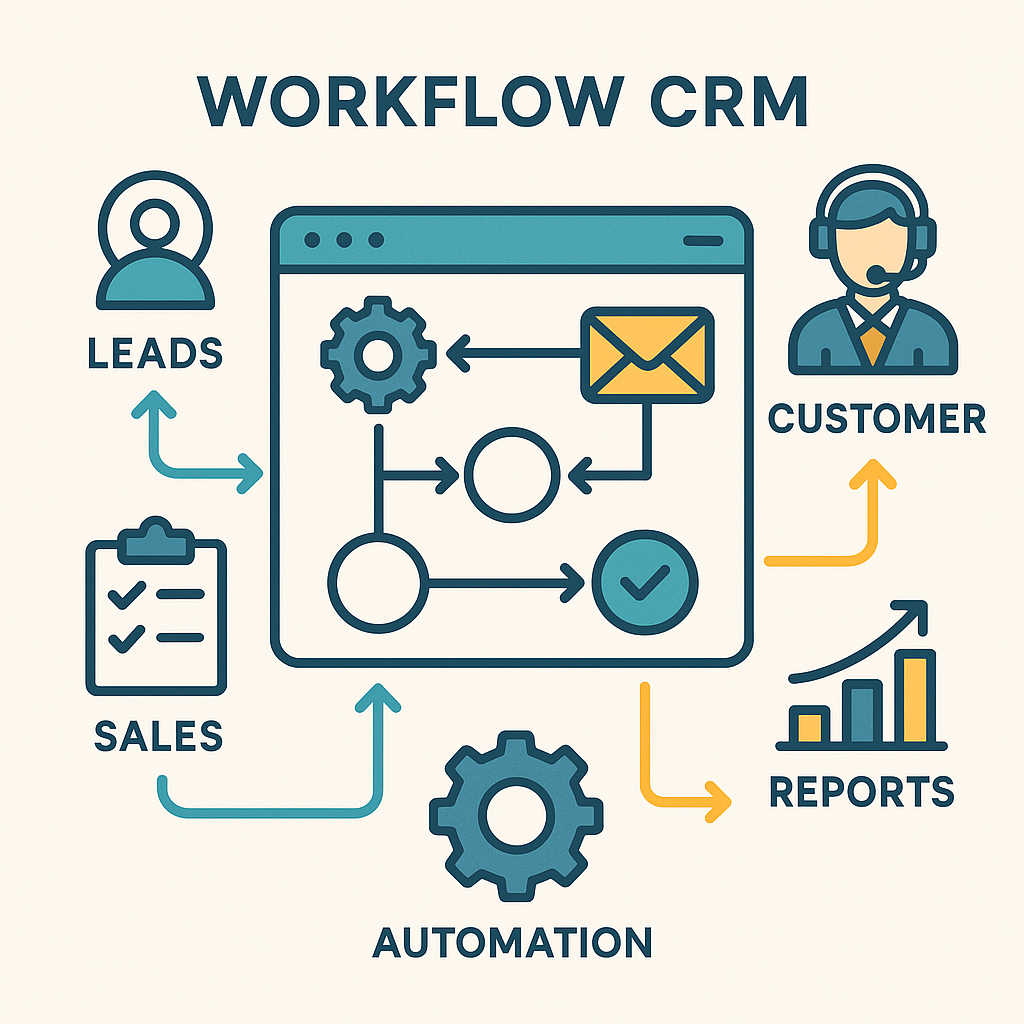 WORKFLOW CRM
LEADS
CUSTOMER
SALES
REPORTS
AUTOMATION